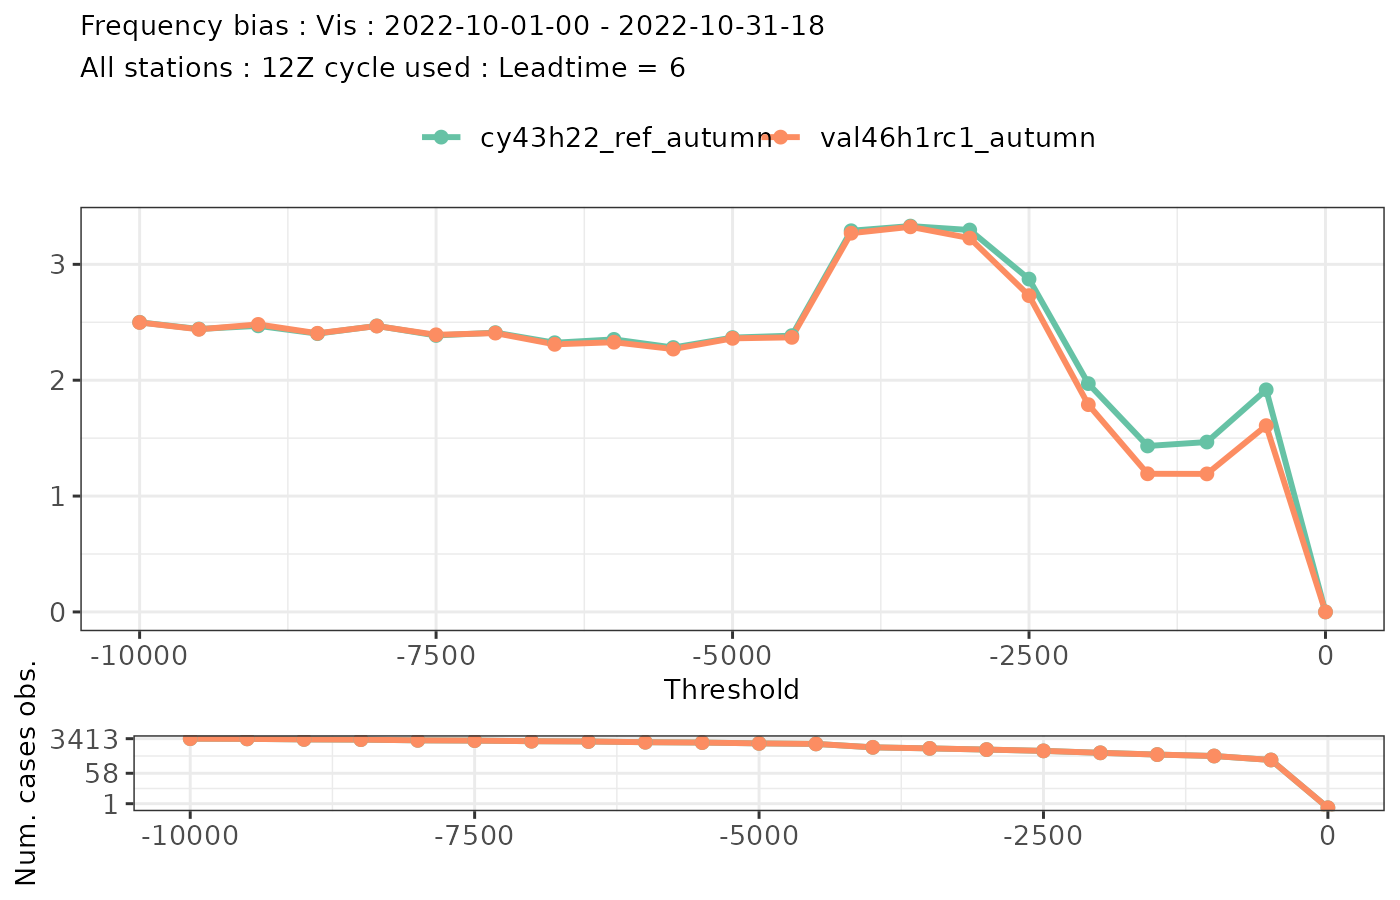 Frequency bias : Vis : 2022-10-01-00 - 2022-10-31-18
All stations : 12Z cycle used : Leadtime = 6
cy43h22_ref_autumn val46h1rc1_autumn
3
2
1
0
-10000 -7500 -5000 -2500 0
Threshold
Num. cases obs.
3413
58
1
-10000 -7500 -5000 -2500 0